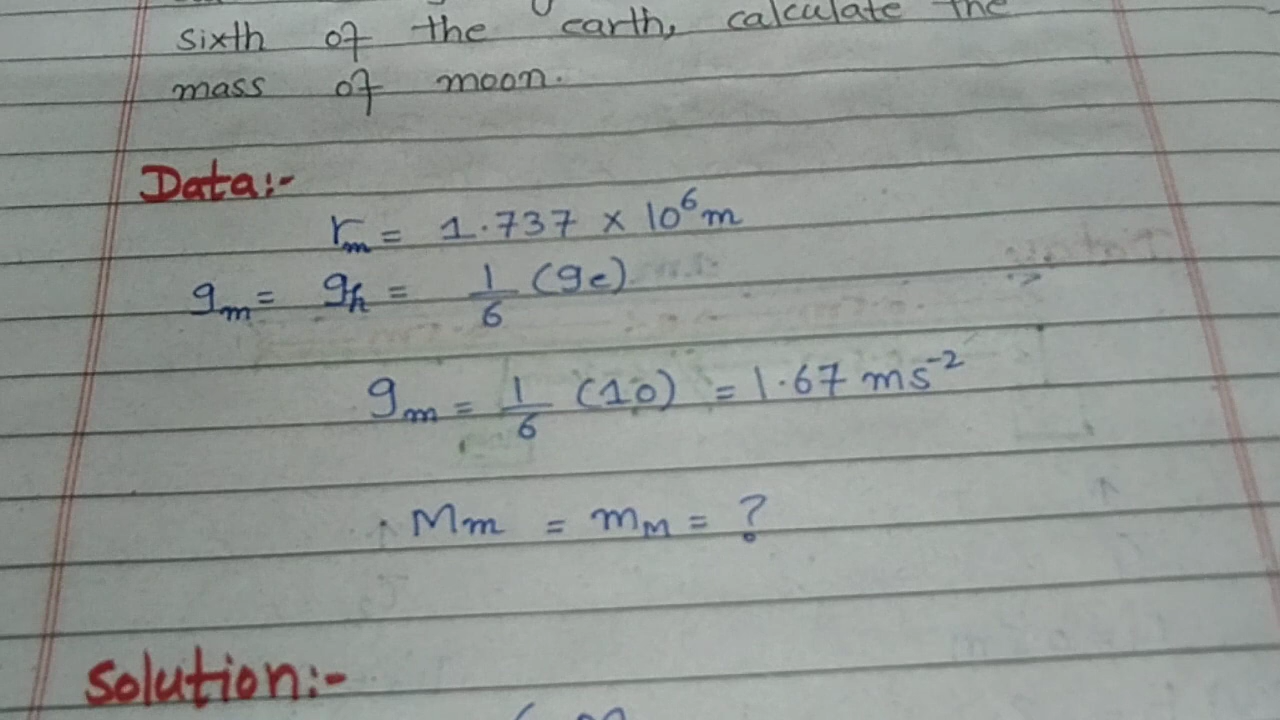 sixth of the earth, calculate the
mass of moon.
Data:-
rₘ = 1.737 × 10⁶ m
gₘ = gₕ = 1/6 (ge)
gₘ = 1/6 (10) = 1.67 ms⁻²
Mm = m_M = ?
Solution:-